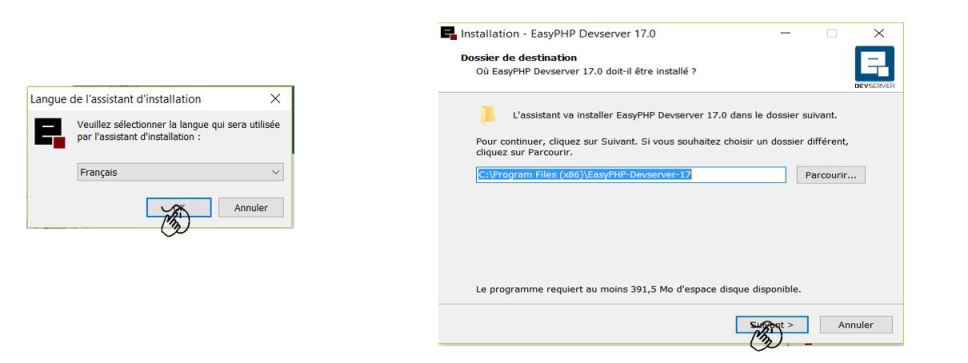 Langue de l'assistant d'installation
Veuillez sélectionner la langue qui sera utilisée
par l'assistant d'installation :
Français
OK
Annuler
Installation - EasyPHP Devserver 17.0
Dossier de destination
Où EasyPHP Devserver 17.0 doit-il être installé ?
DEVSERVER
L'assistant va installer EasyPHP Devserver 17.0 dans le dossier suivant.
Pour continuer, cliquez sur Suivant. Si vous souhaitez choisir un dossier différent,
cliquez sur Parcourir.
C:\Program Files (x86)\EasyPHP-Devserver-17
Parcourir...
Le programme requiert au moins 391,5 Mo d'espace disque disponible.
Suivant >
Annuler